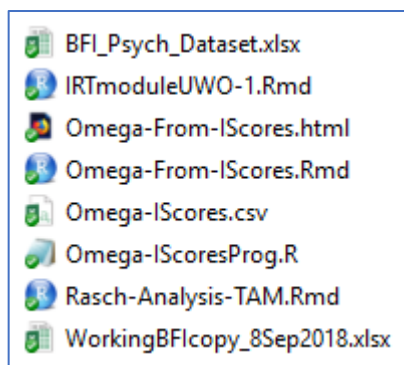 BFI_Psych_Dataset.xlsx
IRTmoduleUWO-1.Rmd
Omega-From-IScores.html
Omega-From-IScores.Rmd
Omega-IScores.csv
Omega-IScoresProg.R
Rasch-Analysis-TAM.Rmd
WorkingBFIcopy_8Sep2018.xlsx